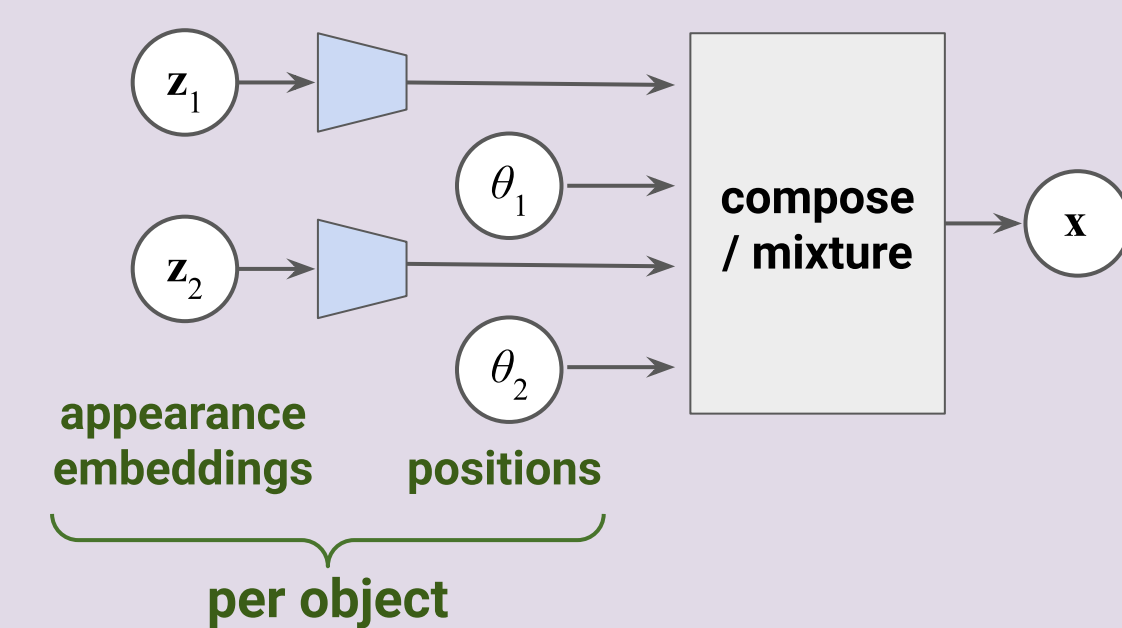 z1
θ1
compose
/ mixture
x
z2
θ2
appearance
embeddings
positions
per object